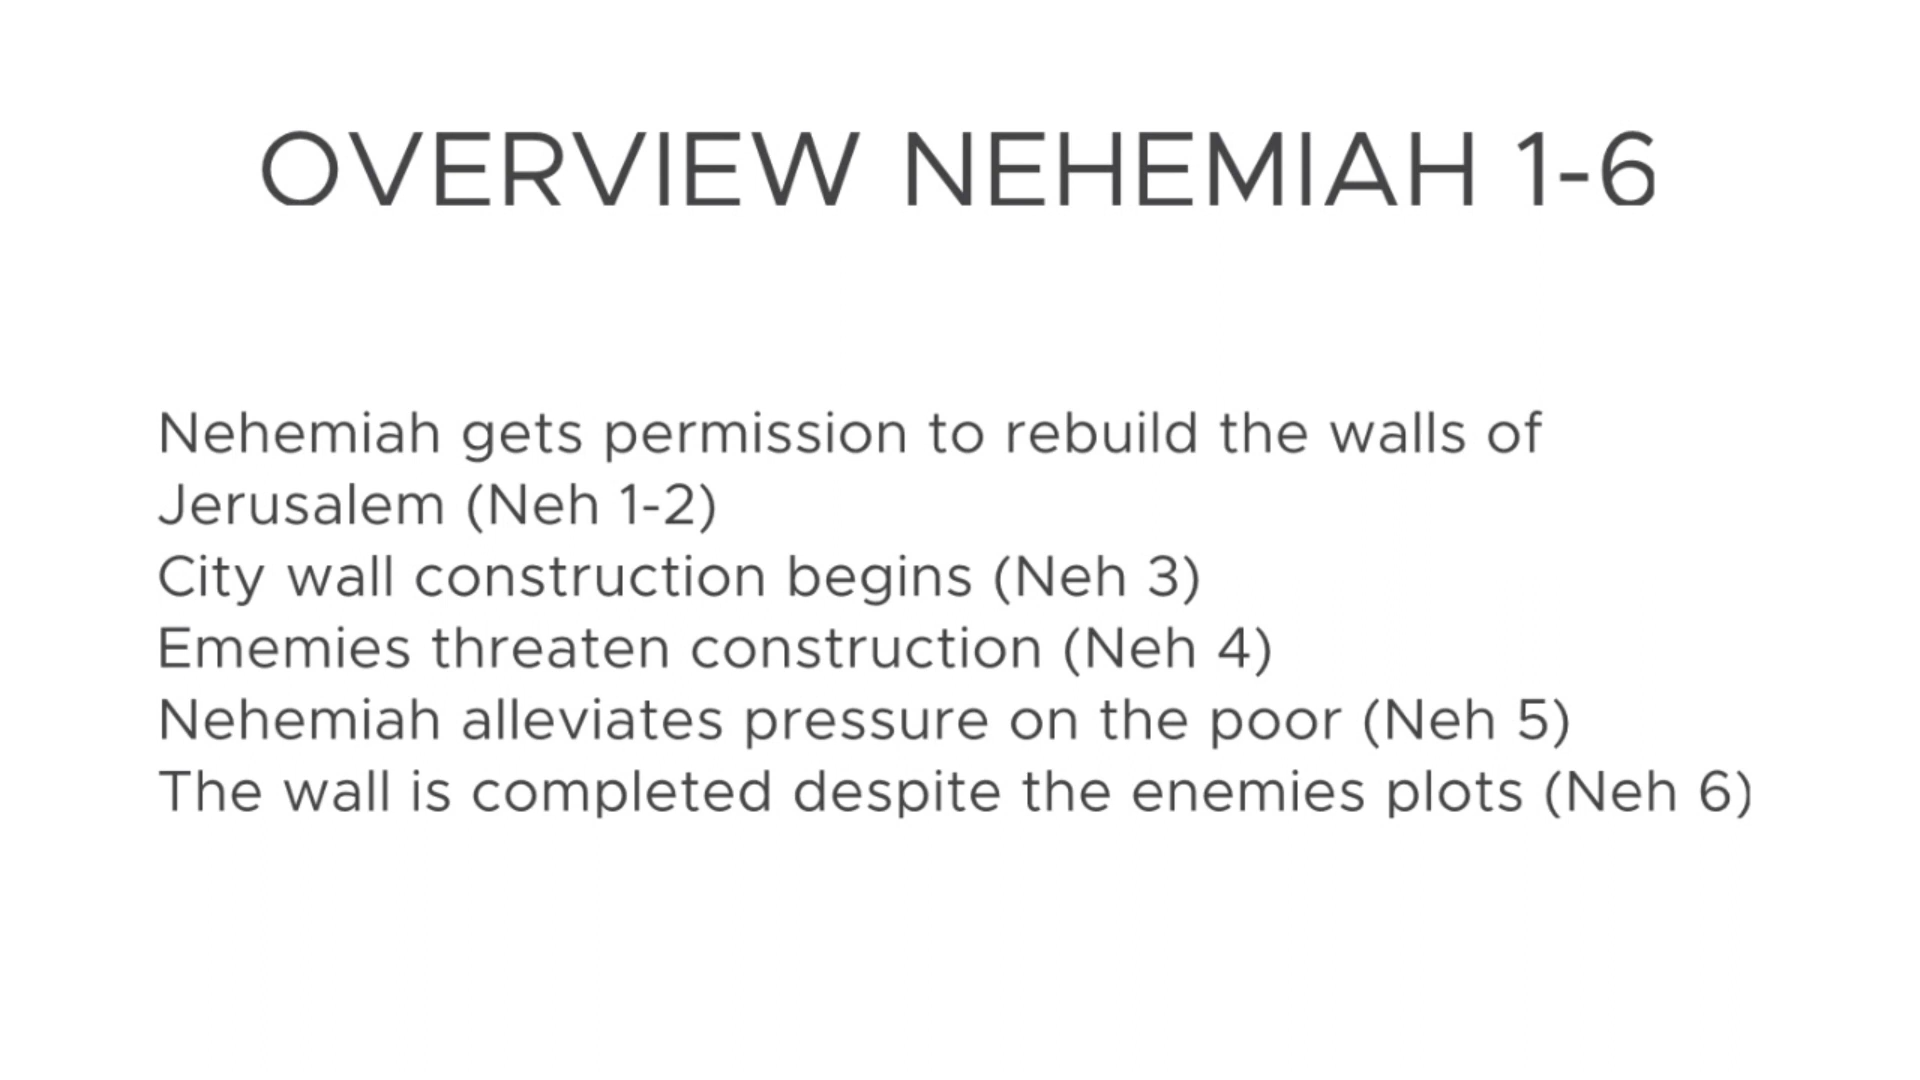 OVERVIEW NEHEMIAH 1-6
Nehemiah gets permission to rebuild the walls of
Jerusalem (Neh 1-2)
City wall construction begins (Neh 3)
Ememies threaten construction (Neh 4)
Nehemiah alleviates pressure on the poor (Neh 5)
The wall is completed despite the enemies plots (Neh 6)